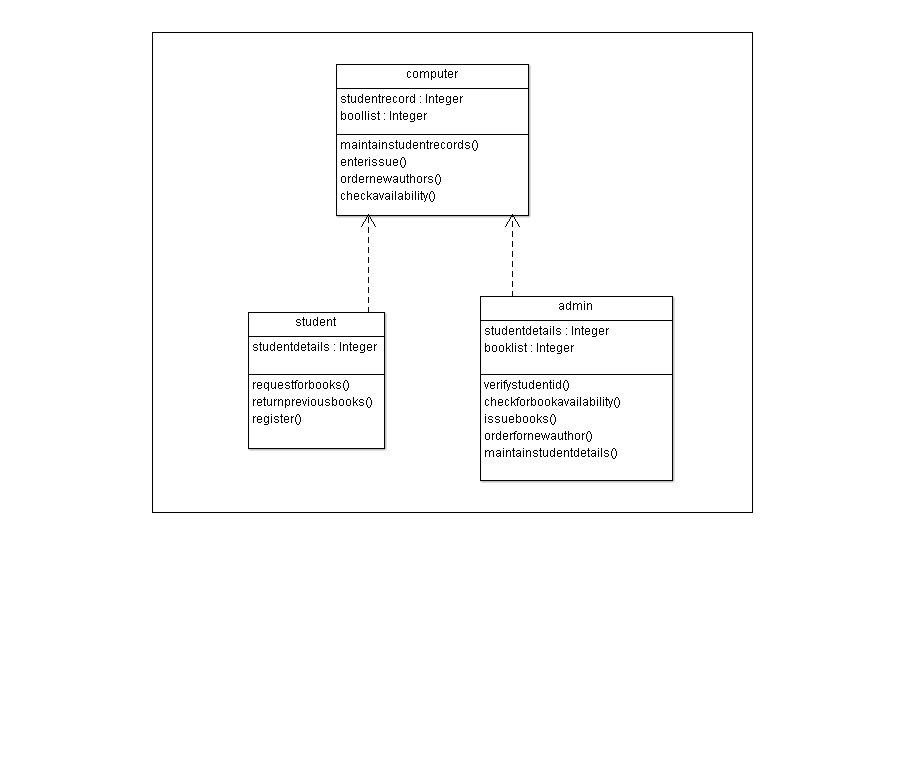 computer
studentrecord : Integer
boollist : Integer
maintainstudentrecords()
enterissue()
ordernewauthors()
checkavailability()
student
studentdetails : Integer
requestforbooks()
returnpreviousbooks()
register()
admin
studentdetails : Integer
booklist : Integer
verifystudentid()
checkforbookavailability()
issuebooks()
orderfornewauthor()
maintainstudentdetails()